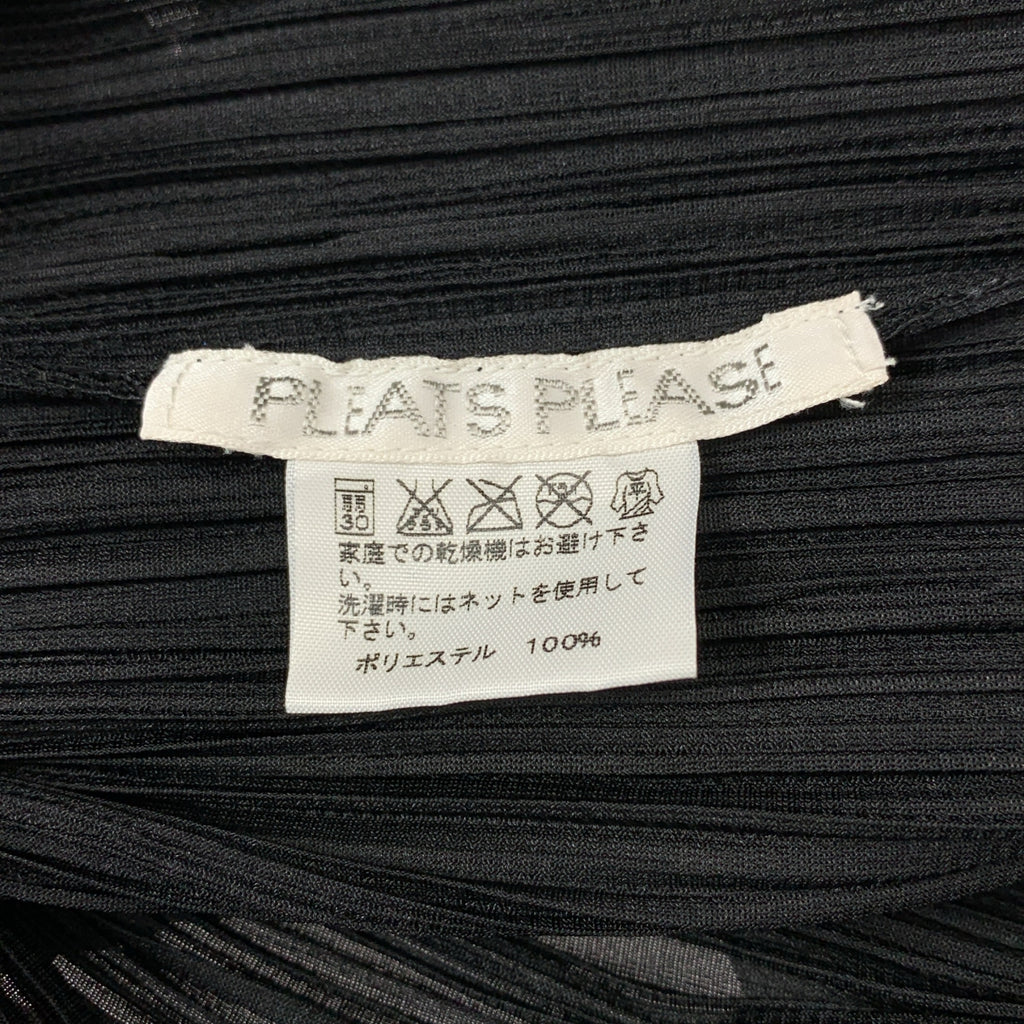 PLEATS PLEASE
弱
30
平
家庭での乾燥機はお避け下さ
い。
洗濯時にはネットを使用して
下さい。
ポリエステル 100%